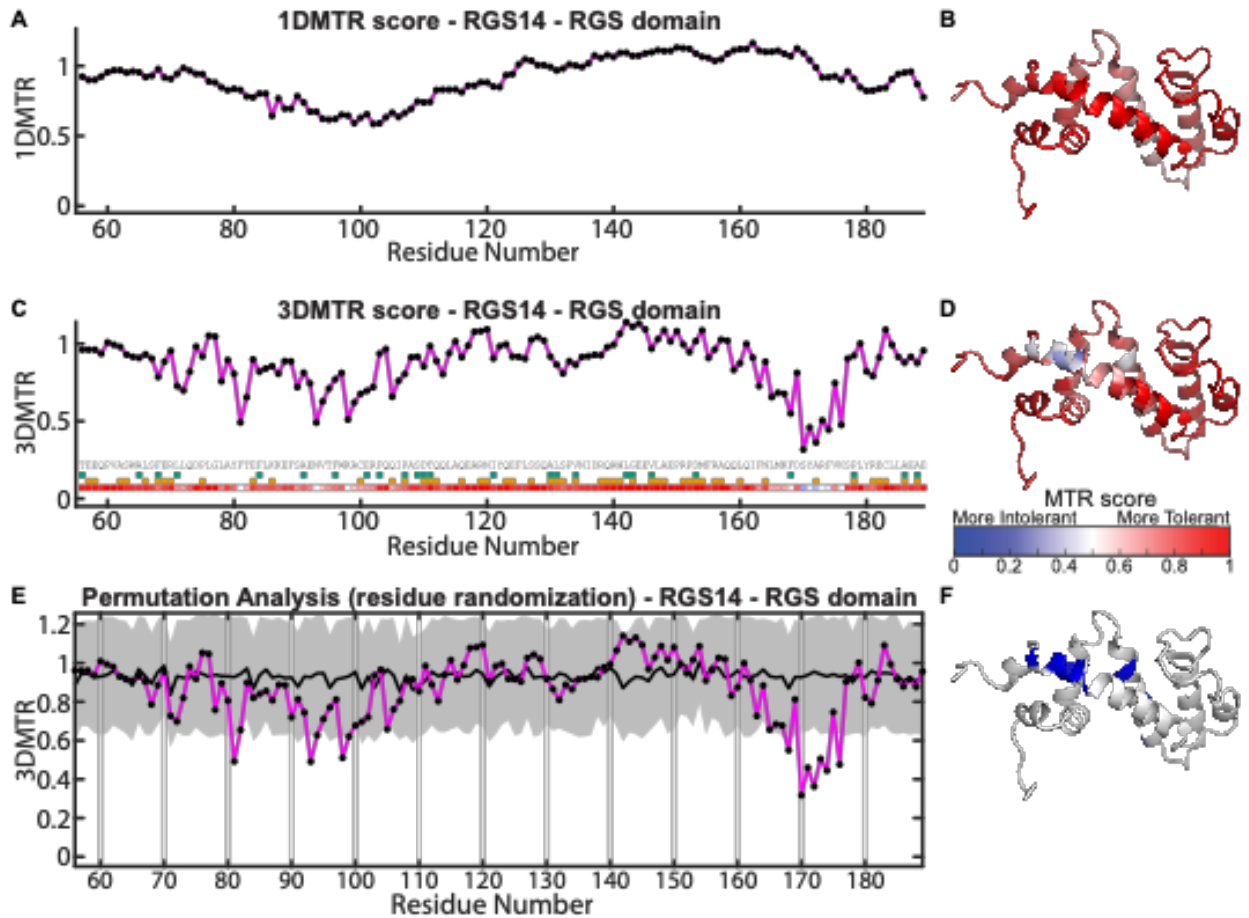 A
1DMTR score - RGS14 - RGS domain
B
1DMTR
1
0.5
0
60 80 100 120 140 160 180
Residue Number
C
3DMTR score - RGS14 - RGS domain
D
3DMTR
1
0.5
0
60 80 100 120 140 160 180
Residue Number
MTR score
More Intolerant More Tolerant
0 0.2 0.4 0.6 0.8 1
E
Permutation Analysis (residue randomization) - RGS14 - RGS domain
F
3DMTR
1.2
1
0.8
0.6
0.4
0.2
0
60 70 80 90 100 110 120 130 140 150 160 170 180
Residue Number